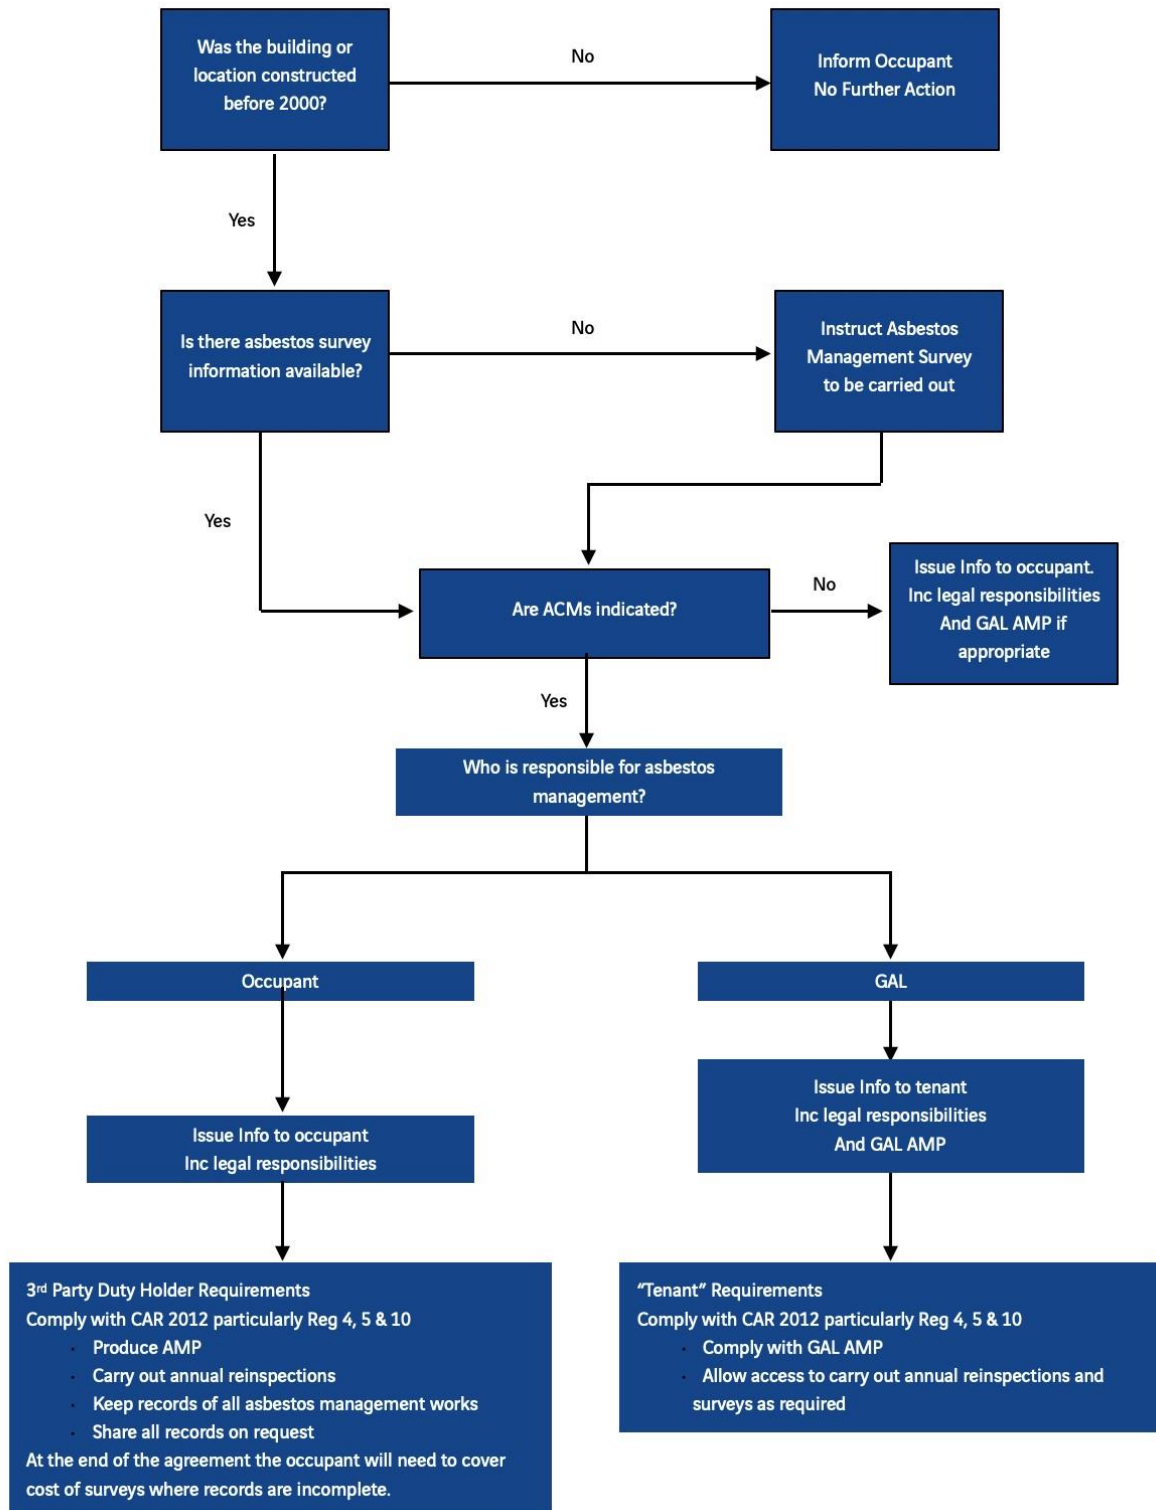 Was the building or
location constructed
before 2000?
No
Inform Occupant
No Further Action
Yes
Is there asbestos survey
information available?
No
Instruct Asbestos
Management Survey
to be carried out
Yes
Are ACMs indicated?
No
Issue Info to occupant.
Inc legal responsibilities
And GAL AMP if
appropriate
Yes
Who is responsible for asbestos
management?
Occupant
GAL
Issue Info to occupant
Inc legal responsibilities
Issue Info to tenant
Inc legal responsibilities
And GAL AMP
3rd Party Duty Holder Requirements
Comply with CAR 2012 particularly Reg 4, 5 & 10
· Produce AMP
· Carry out annual reinspections
· Keep records of all asbestos management works
· Share all records on request
At the end of the agreement the occupant will need to cover
cost of surveys where records are incomplete.
“Tenant” Requirements
Comply with CAR 2012 particularly Reg 4, 5 & 10
· Comply with GAL AMP
· Allow access to carry out annual reinspections and
surveys as required